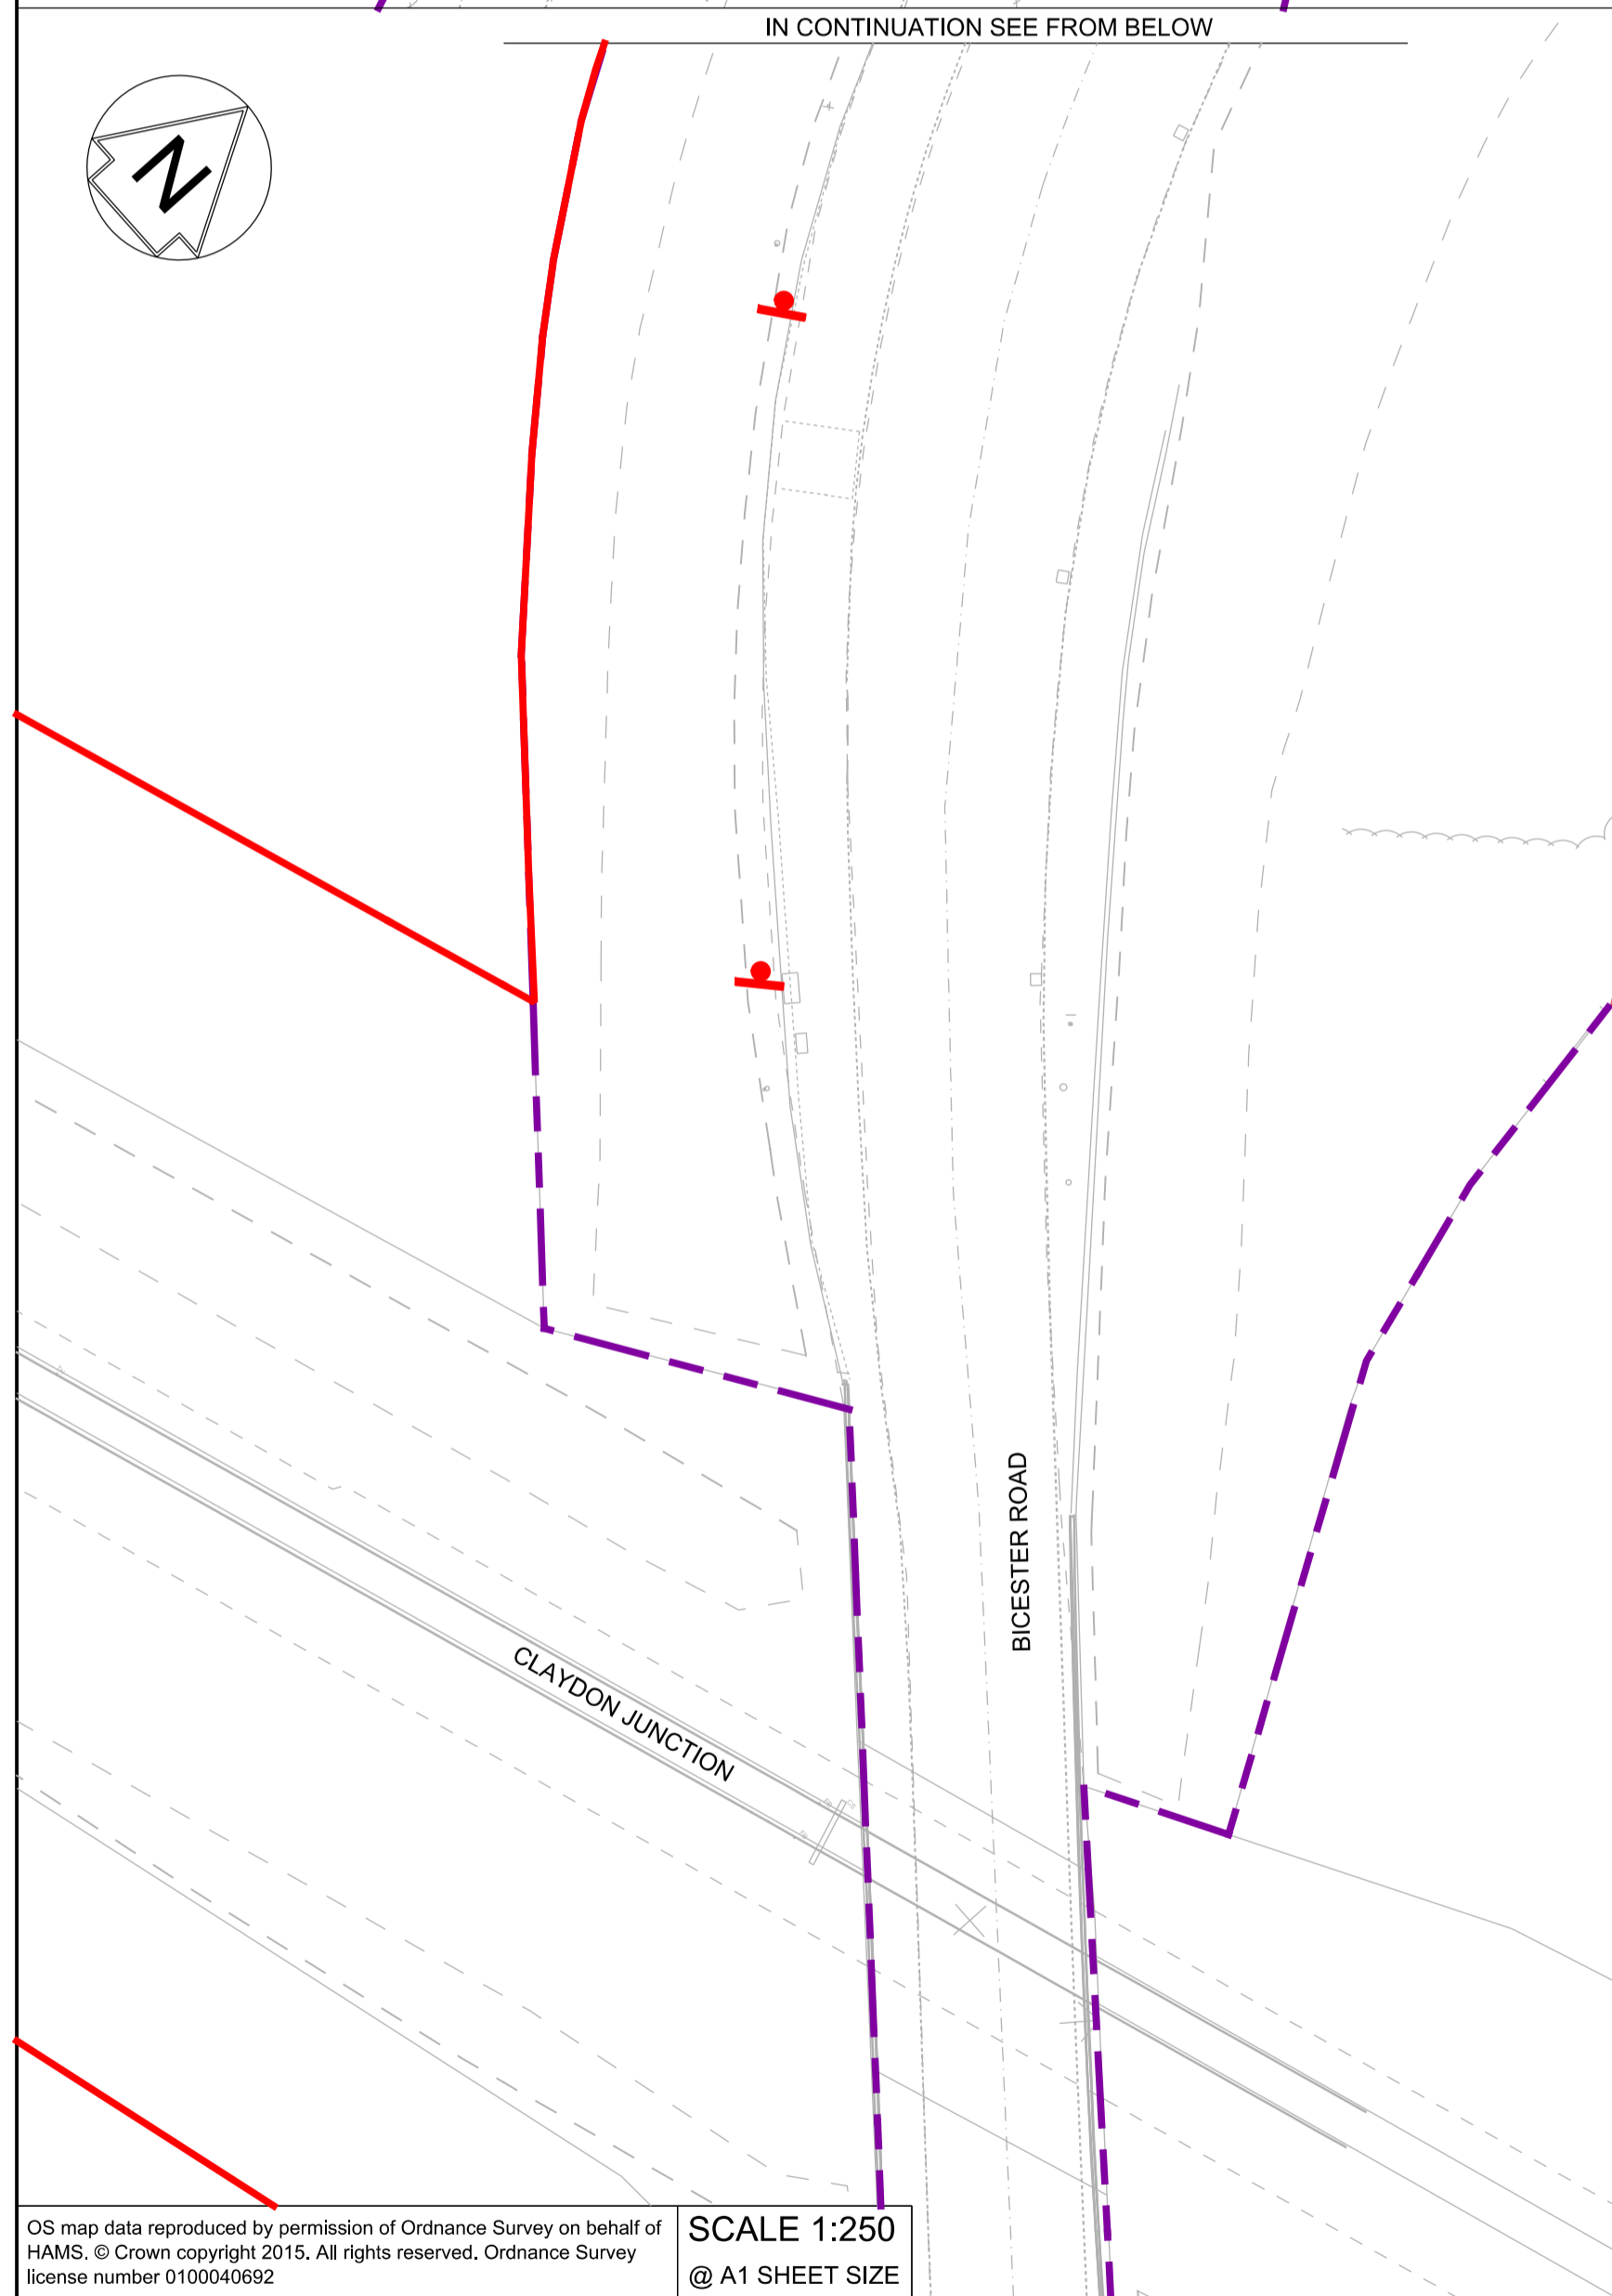 IN CONTINUATION SEE FROM BELOW
N
BICESTER ROAD
CLAYDON JUNCTION
OS map data reproduced by permission of Ordnance Survey on behalf of
HAMS. © Crown copyright 2015. All rights reserved. Ordnance Survey
license number 0100040692
SCALE 1:250
@ A1 SHEET SIZE